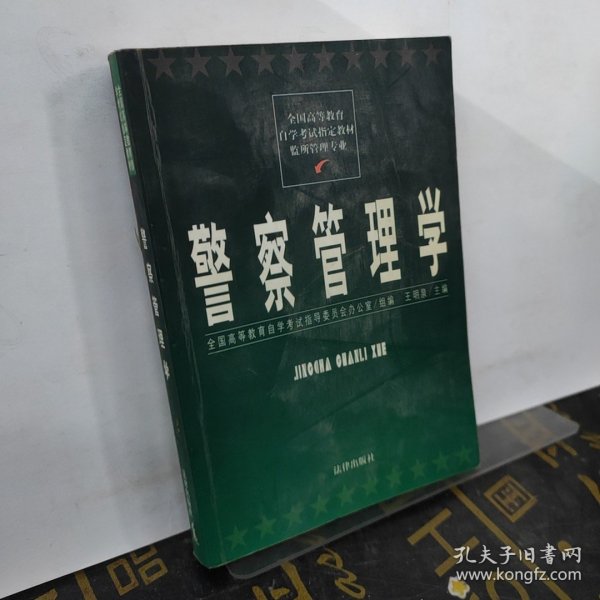 全国高等教育
自学考试指定教材
监所管理专业
警察管理学
全国高等教育自学考试指导委员会办公室/组编 王明泉/主编
JINGCHA GUANLI XUE
法律出版社
孔夫子旧书网
www.kongfz.com